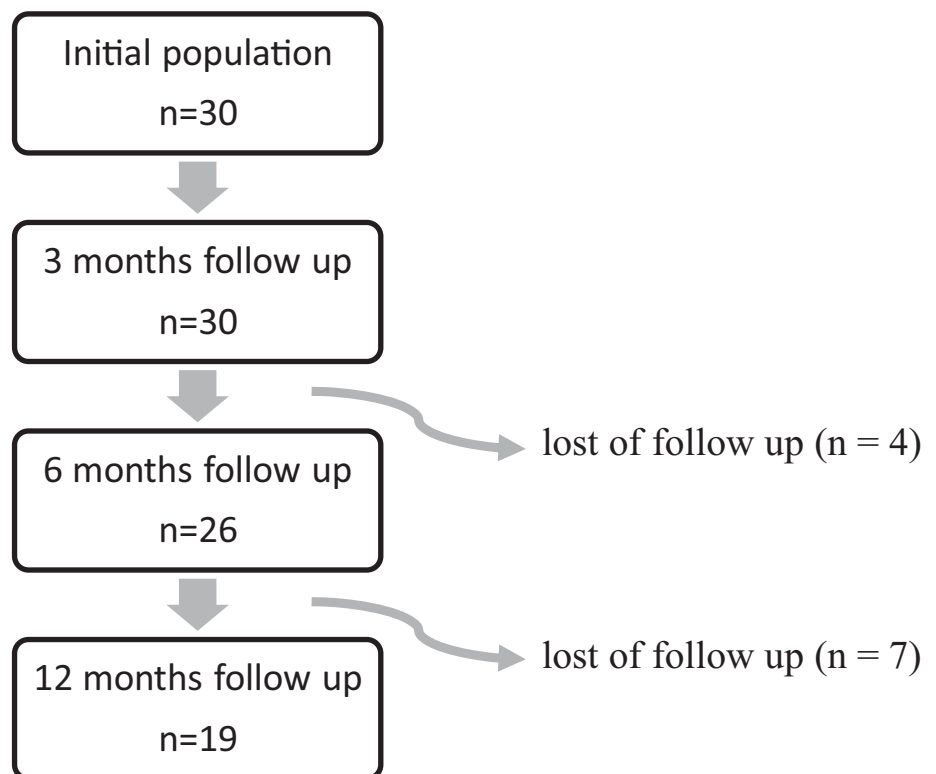 Initial population
n=30
3 months follow up
n=30
lost of follow up (n = 4)
6 months follow up
n=26
lost of follow up (n = 7)
12 months follow up
n=19